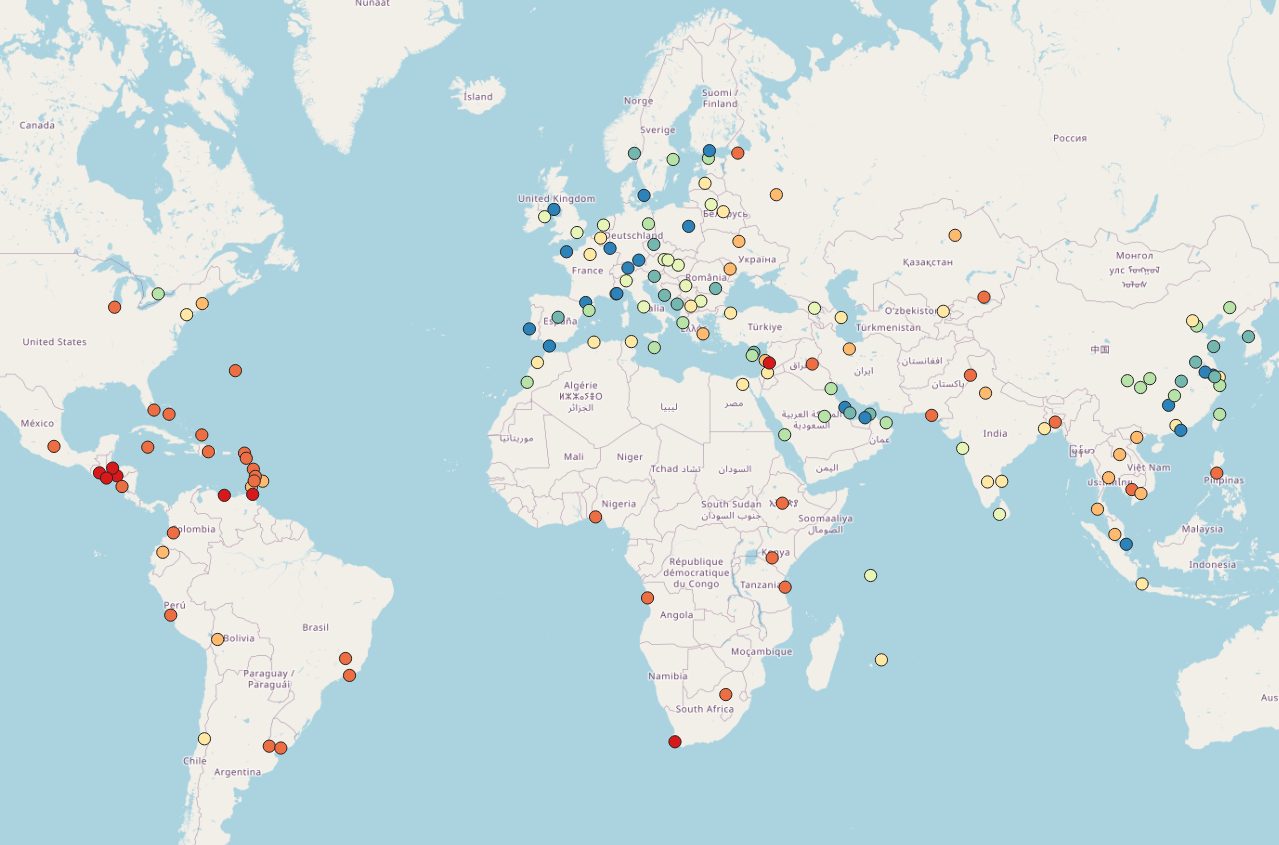 Nunaat
Ísland
Canada
Norge
Suomi /
Finland
Sverige
Россия
United Kingdom
Беларусь
Deutschland
Україна
France
România
Қазақстан
Монгол
улс
United States
España
Italia
Ελλάς
Türkiye
O'zbekiston
Türkmenistan
中国
افغانستان
ایران
پاکستان
México
Algérie
ⵍⵣⵣⴰⵢⴻⵔ
الجزائر
ليبيا
مصر
العراق
السعودية
عمان
India
موريتانيا
Mali
Niger
Tchad تشاد
السودان
اليمن
Việt Nam
Pilipinas
Colombia
Nigeria
South Sudan
جنوب السودان
Soomaaliya
الصومال
Malaysia
Kenya
Indonesia
République
démocratique
du Congo
Tanzania
Perú
Angola
Brasil
Bolivia
Moçambique
Paraguay /
Paraguái
Namibia
South Africa
Aus
Chile
Argentina